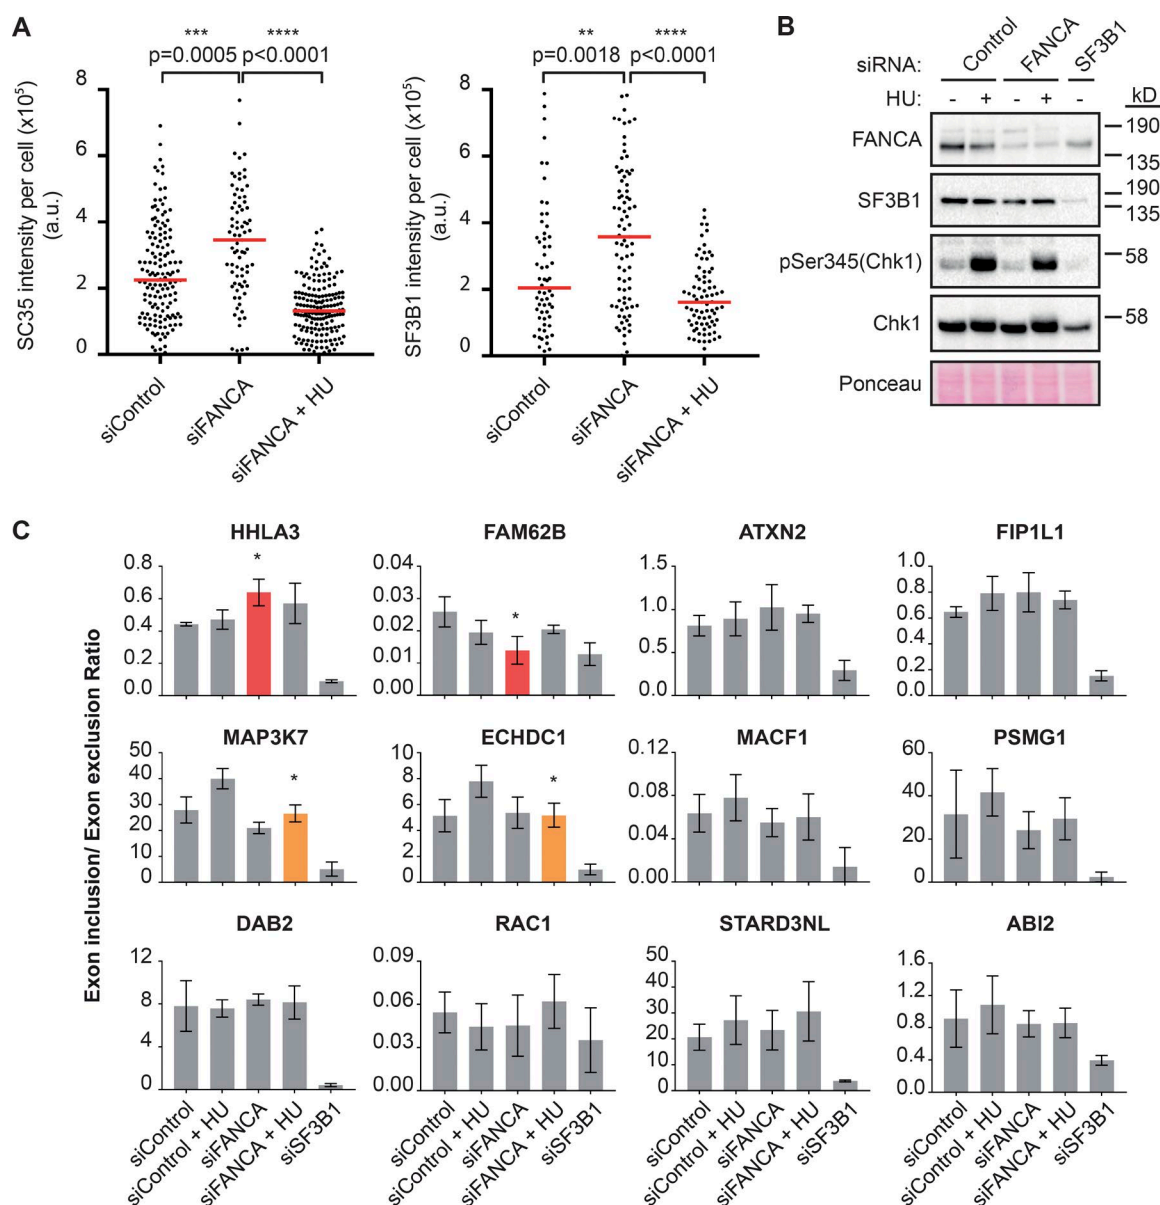 A
*** ****
p=0.0005 p<0.0001
SC35 intensity per cell (x10⁵)
(a.u.)
8
6
4
2
0
siControl
siFANCA
siFANCA + HU
** ****
p=0.0018 p<0.0001
SF3B1 intensity per cell (x10⁵)
(a.u.)
8
6
4
2
0
siControl
siFANCA
siFANCA + HU
B
siRNA: Control FANCA SF3B1
HU: - + - + - kD
FANCA 190
135
SF3B1 190
135
pSer345(Chk1) 58
Chk1 58
Ponceau
C
Exon inclusion/ Exon exclusion Ratio
HHLA3
0.8
0.6
0.4
0.2
0.0
*
FAM62B
0.04
0.03
0.02
0.01
0.00
*
ATXN2
1.5
1.0
0.5
0.0
FIP1L1
1.0
0.8
0.6
0.4
0.2
0.0
MAP3K7
50
40
30
20
10
0
*
ECHDC1
10
8
6
4
2
0
*
MACF1
0.12
0.08
0.04
0.00
PSMG1
60
40
20
0
DAB2
12
8
4
0
siControl
siControl + HU
siFANCA
siFANCA + HU
siSF3B1
RAC1
0.09
0.06
0.03
0.00
siControl
siControl + HU
siFANCA
siFANCA + HU
siSF3B1
STARD3NL
50
40
30
20
10
0
siControl
siControl + HU
siFANCA
siFANCA + HU
siSF3B1
ABI2
1.6
1.2
0.8
0.4
0.0
siControl
siControl + HU
siFANCA
siFANCA + HU
siSF3B1